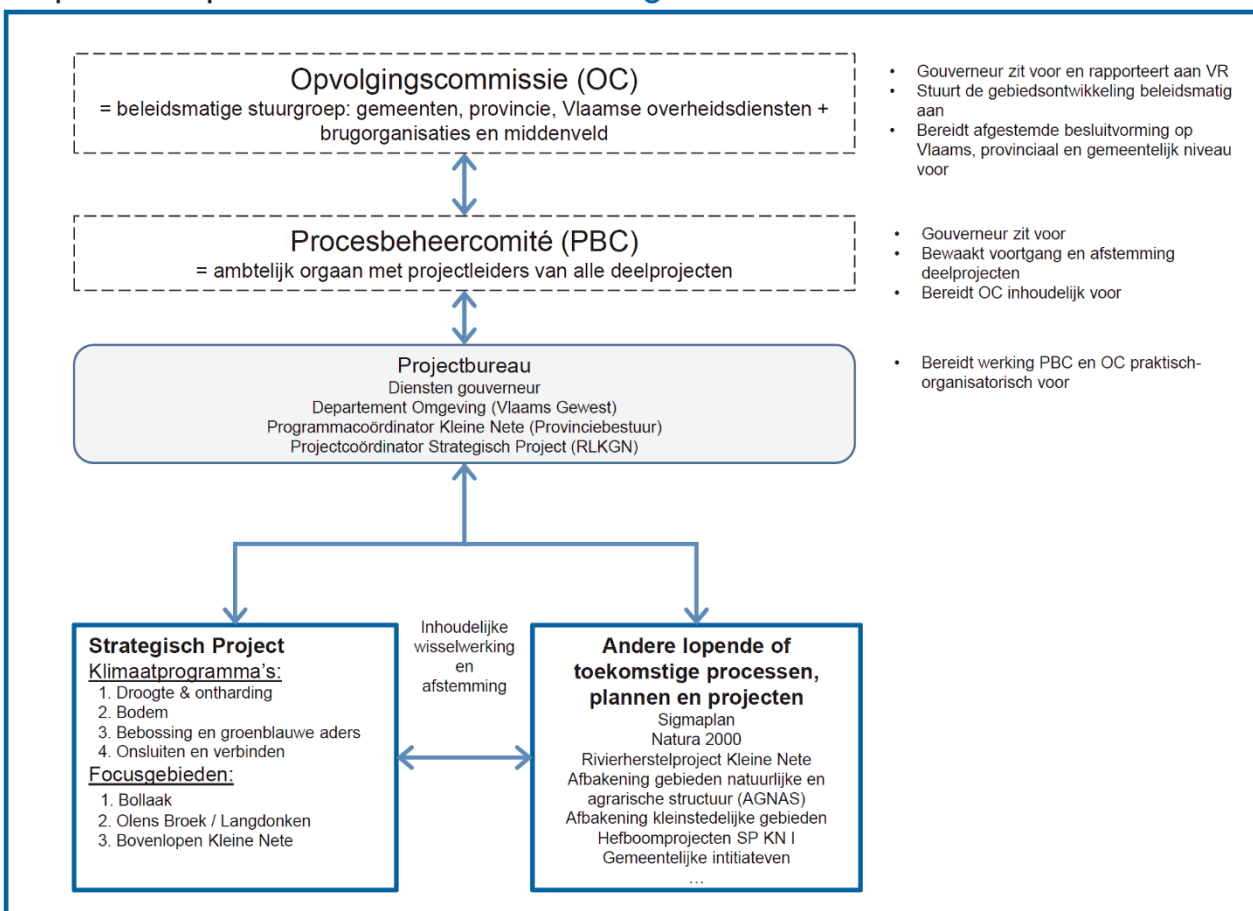 Opvolgingscommissie (OC)
= beleidsmatige stuurgroep: gemeenten, provincie, Vlaamse overheidsdiensten +
brugorganisaties en middenveld
• Gouverneur zit voor en rapporteert aan VR
• Stuurt de gebiedsontwikkeling beleidsmatig
aan
• Bereidt afgestemde besluitvorming op
Vlaams, provinciaal en gemeentelijk niveau
voor
Procesbeheercomité (PBC)
= ambtelijk orgaan met projectleiders van alle deelprojecten
• Gouverneur zit voor
• Bewaakt voortgang en afstemming
deelprojecten
• Bereidt OC inhoudelijk voor
Projectbureau
Diensten gouverneur
Departement Omgeving (Vlaams Gewest)
Programmacoördinator Kleine Nete (Provinciebestuur)
Projectcoördinator Strategisch Project (RLKGN)
• Bereidt werking PBC en OC praktisch-
organisatorisch voor
Strategisch Project
Klimaatprogramma's:
1. Droogte & ontharding
2. Bodem
3. Bebossing en groenblauwe aders
4. Onsluiten en verbinden
Focusgebieden:
1. Bollaak
2. Olens Broek / Langdonken
3. Bovenlopen Kleine Nete
Inhoudelijke
wisselwerking
en
afstemming
Andere lopende of
toekomstige processen,
plannen en projecten
Sigmaplan
Natura 2000
Rivierherstelproject Kleine Nete
Afbakening gebieden natuurlijke en
agrarische structuur (AGNAS)
Afbakening kleinstedelijke gebieden
Hefboomprojecten SP KN I
Gemeentelijke intitiateven
...